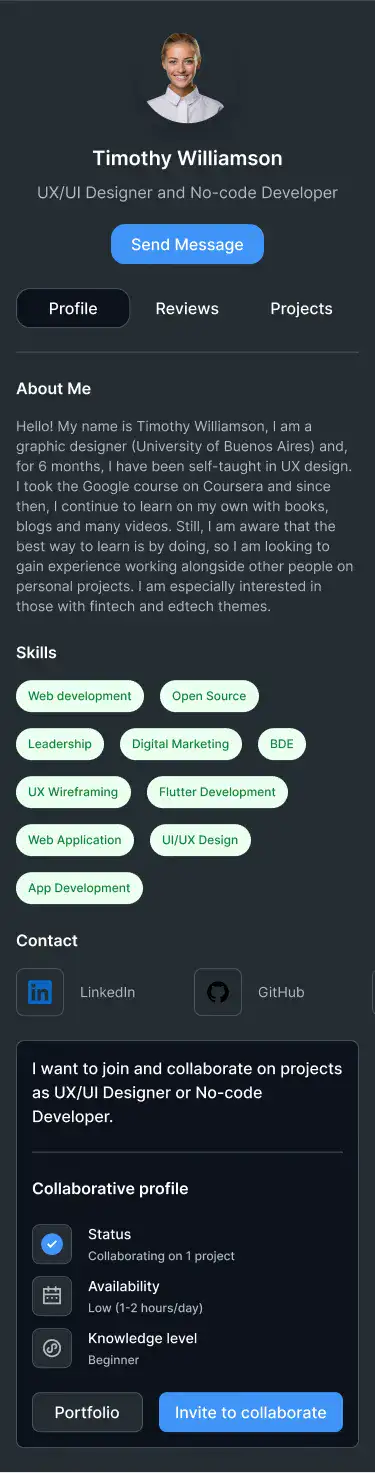 Timothy Williamson
UX/UI Designer and No-code Developer
Send Message
Profile Reviews Projects
About Me
Hello! My name is Timothy Williamson, I am a
graphic designer (University of Buenos Aires) and,
for 6 months, I have been self-taught in UX design.
I took the Google course on Coursera and since
then, I continue to learn on my own with books,
blogs and many videos. Still, I am aware that the
best way to learn is by doing, so I am looking to
gain experience working alongside other people on
personal projects. I am especially interested in
those with fintech and edtech themes.
Skills
Web development Open Source
Leadership Digital Marketing BDE
UX Wireframing Flutter Development
Web Application UI/UX Design
App Development
Contact
in LinkedIn GitHub
I want to join and collaborate on projects
as UX/UI Designer or No-code
Developer.
Collaborative profile
Status
Collaborating on 1 project
Availability
Low (1-2 hours/day)
Knowledge level
Beginner
Portfolio Invite to collaborate